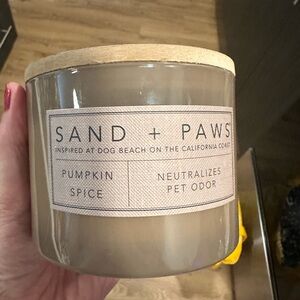 SAND + PAWS
INSPIRED AT DOG BEACH ON THE CALIFORNIA COAST
PUMPKIN
SPICE
NEUTRALIZES
PET ODOR